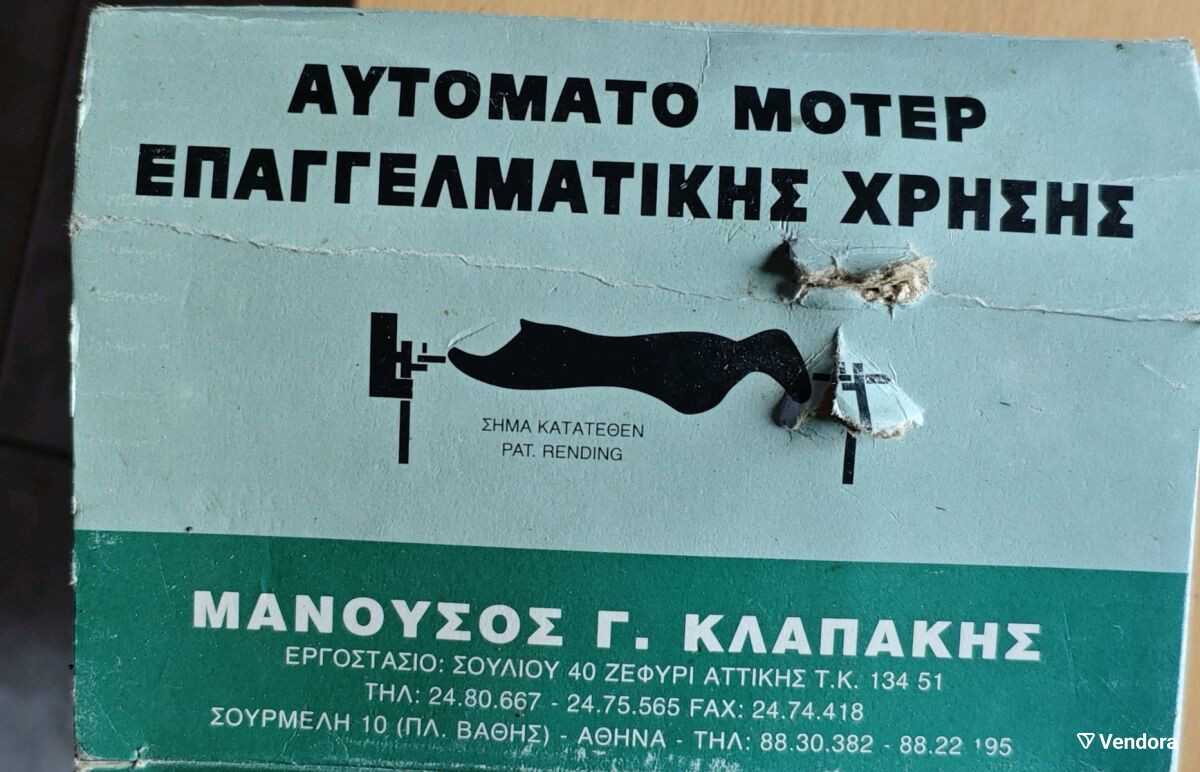 ΑΥΤΟΜΑΤΟ ΜΟΤΕΡ
ΕΠΑΓΓΕΛΜΑΤΙΚΗΣ ΧΡΗΣΗΣ
ΣΗΜΑ ΚΑΤΑΤΕΘΕΝ
PAT. RENDING
ΜΑΝΟΥΣΟΣ Γ. ΚΛΑΠΑΚΗΣ
ΕΡΓΟΣΤΑΣΙΟ: ΣΟΥΛΙΟΥ 40 ΖΕΦΥΡΙ ΑΤΤΙΚΗΣ Τ.Κ. 134 51
ΤΗΛ: 24.80.667 - 24.75.565 FAX: 24.74.418
ΣΟΥΡΜΕΛΗ 10 (ΠΛ. ΒΑΘΗΣ) - ΑΘΗΝΑ - ΤΗΛ: 88.30.382 - 88.22 195
Vendora